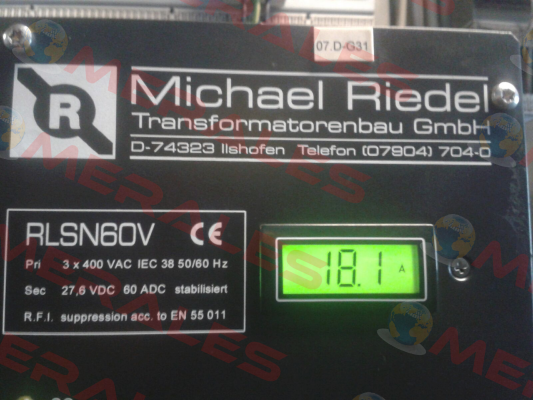 07.D-G31
R
Michael Riedel
Transformatorenbau GmbH
D-74323 Ilshofen Telefon (07904) 704-0
RLSN60V CE
Pri 3 x 400 VAC IEC 38 50/60 Hz
Sec 27,6 VDC 60 ADC stabilisiert
R.F.I. suppression acc. to EN 55 011
18.1 A
MERALES